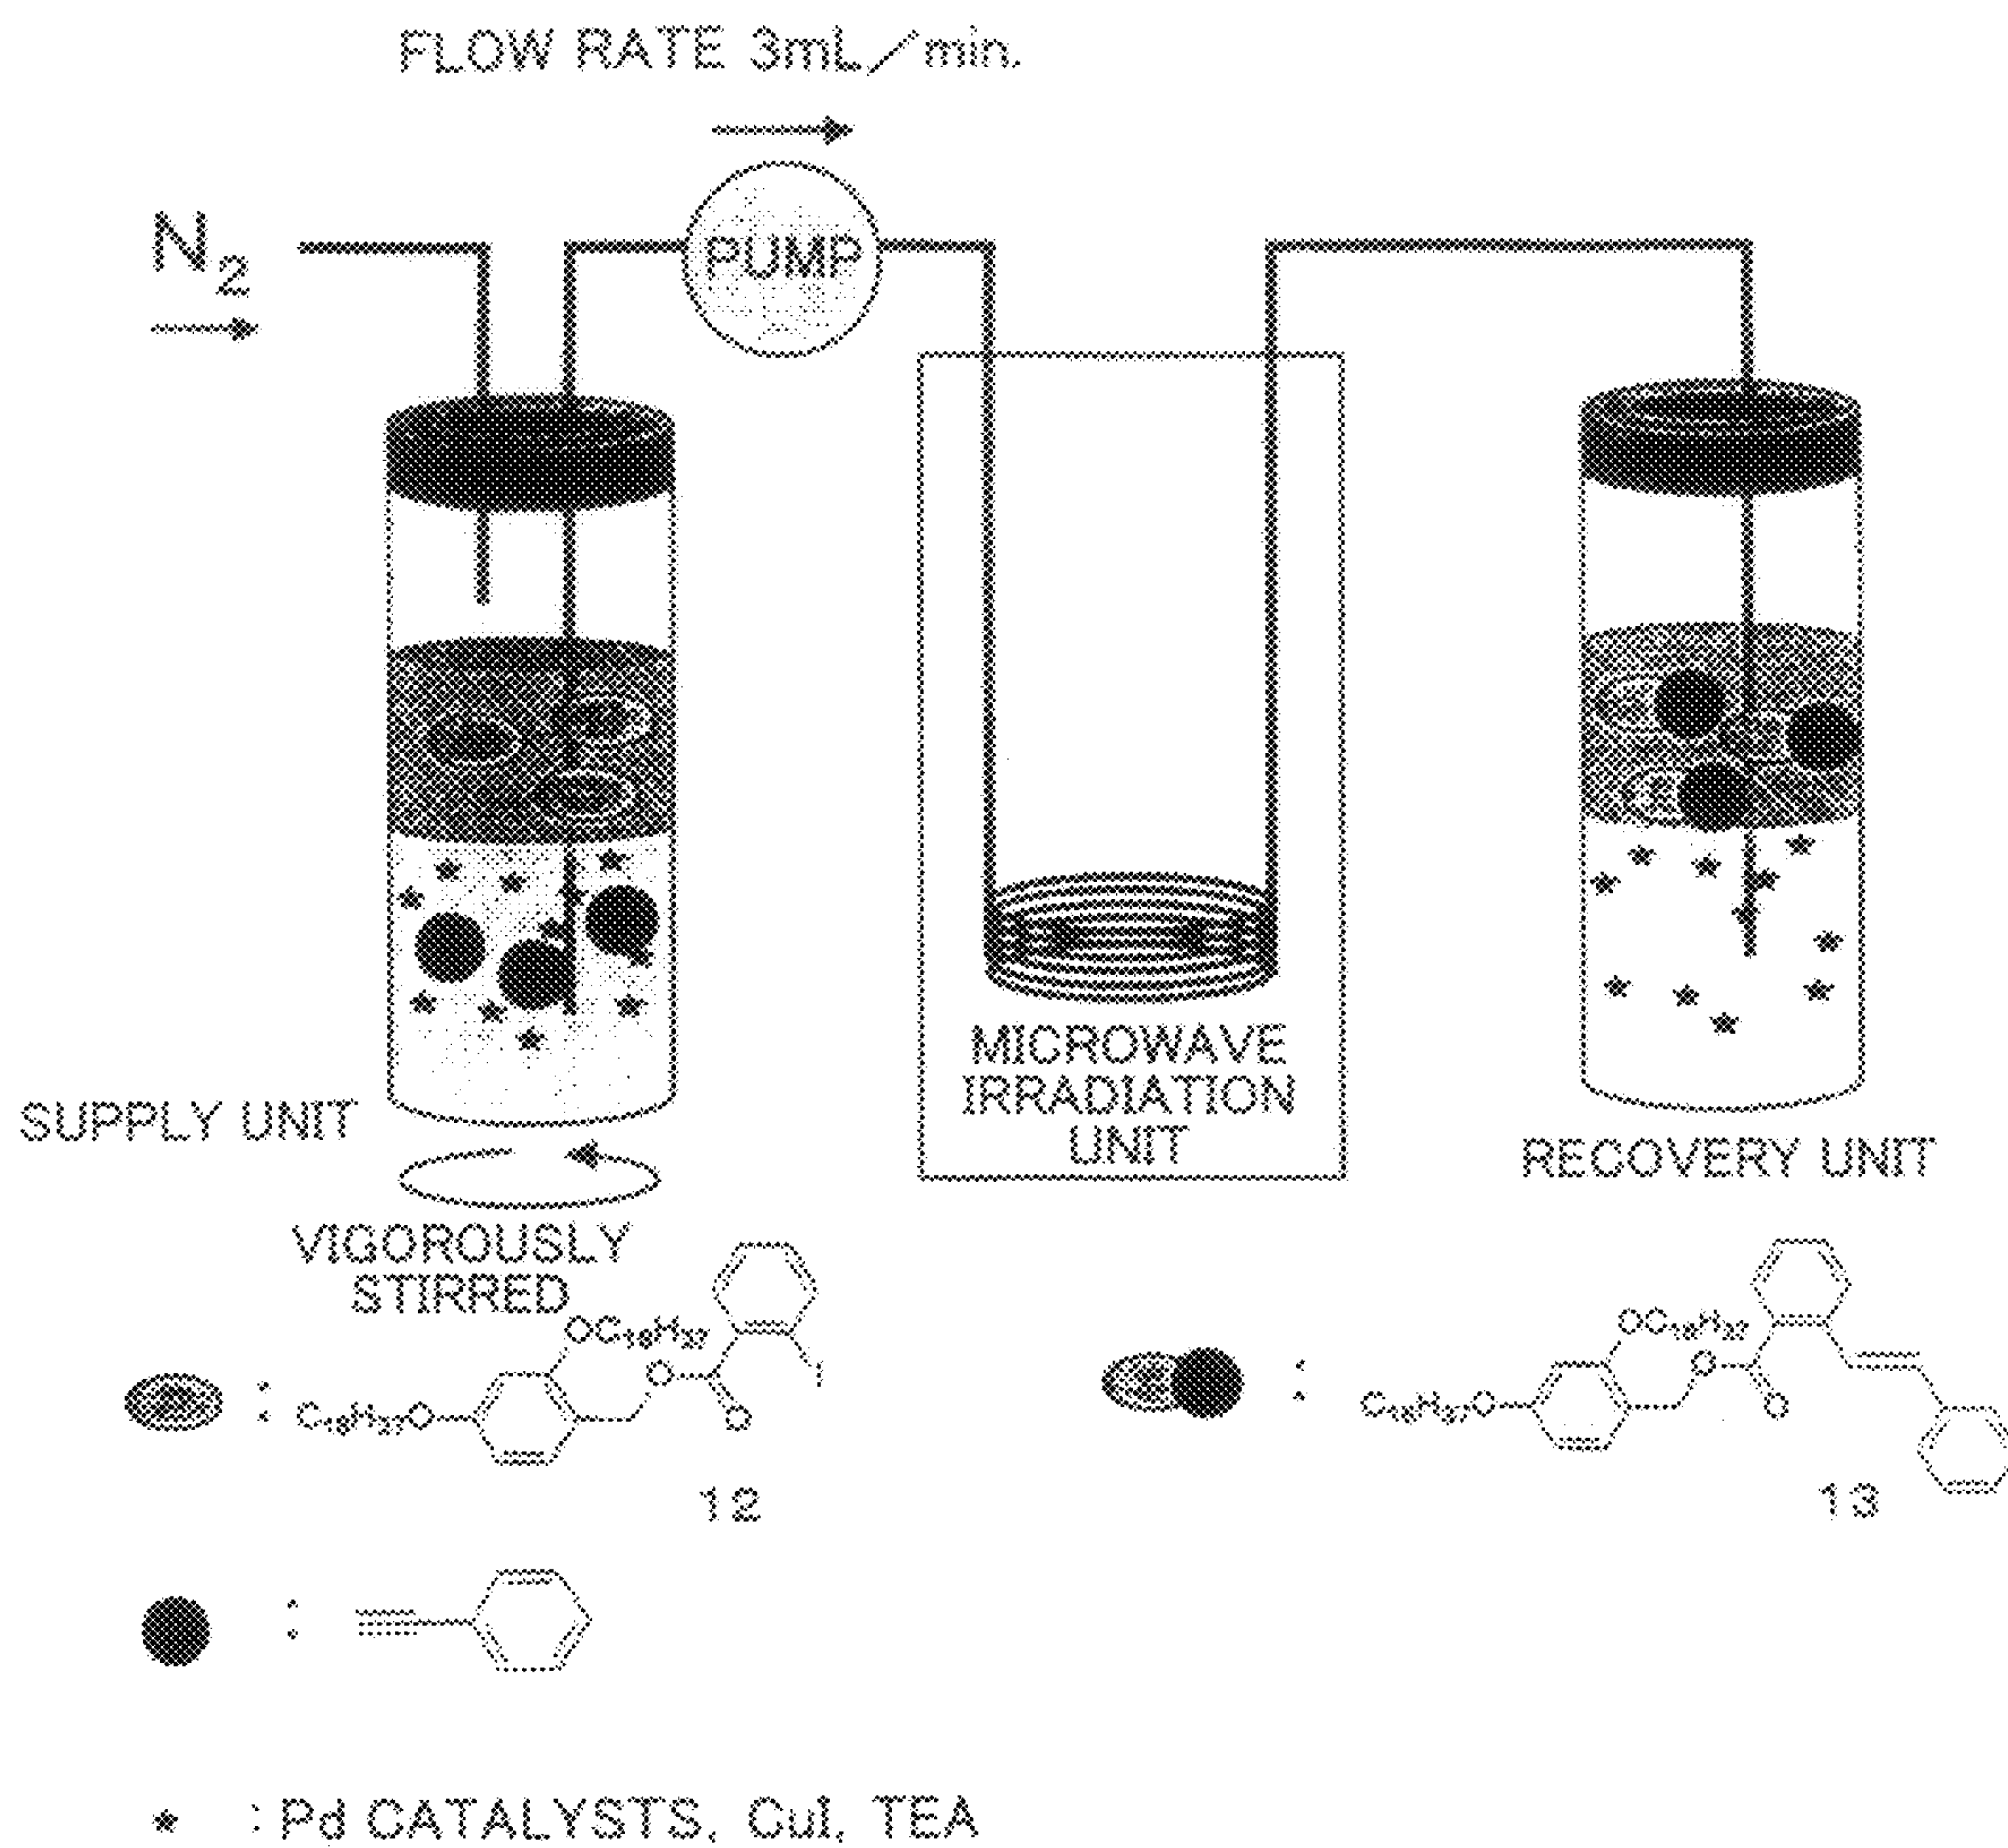 FLOW RATE 3mL/min.
N2
PUMP
MICROWAVE
IRRADIATION
UNIT
SUPPLY UNIT
RECOVERY UNIT
VIGOROUSLY
STIRRED
OC18H37
O
I
: C18H37O
O
12
OC18H37
O
: C18H37O
O
13
:
: Pd CATALYSTS, CuI, TEA